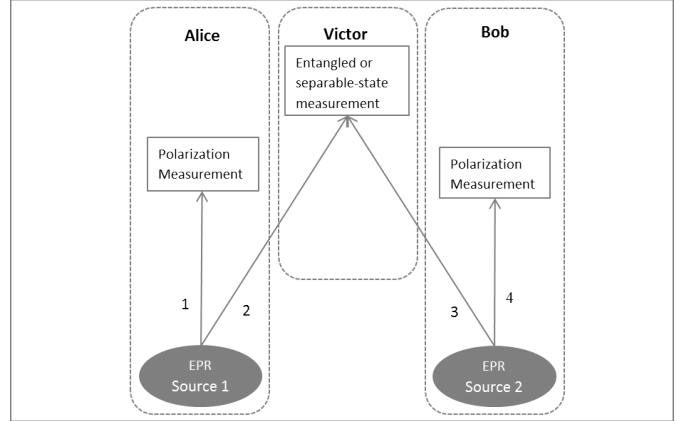 Alice
Victor
Bob
Entangled or
separable-state
measurement
Polarization
Measurement
Polarization
Measurement
1
2
3
4
EPR
Source 1
EPR
Source 2